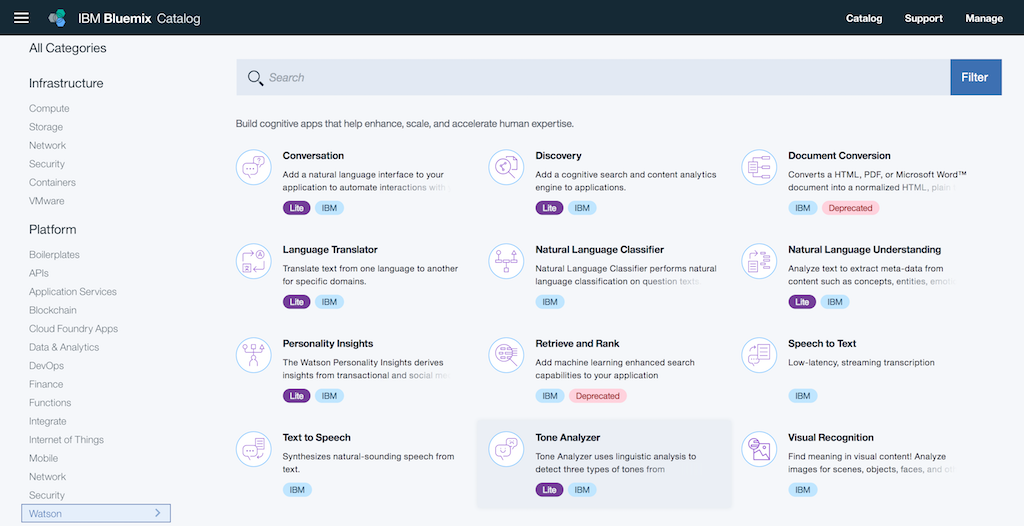 IBM Bluemix Catalog
Catalog Support Manage
All Categories
Infrastructure
Compute
Storage
Network
Security
Containers
VMware
Platform
Boilerplates
APIs
Application Services
Blockchain
Cloud Foundry Apps
Data & Analytics
DevOps
Finance
Functions
Integrate
Internet of Things
Mobile
Network
Security
Watson
Search
Filter
Build cognitive apps that help enhance, scale, and accelerate human expertise.
Conversation
Add a natural language interface to your
application to automate interactions with
Lite IBM
Discovery
Add a cognitive search and content analytics
engine to applications.
Lite IBM
Document Conversion
Converts a HTML, PDF, or Microsoft Word™
document into a normalized HTML, plain
IBM Deprecated
Language Translator
Translate text from one language to another
for specific domains.
Lite IBM
Natural Language Classifier
Natural Language Classifier performs natural
language classification on question texts.
IBM
Natural Language Understanding
Analyze text to extract meta-data from
content such as concepts, entities, emot
Lite IBM
Personality Insights
The Watson Personality Insights derives
insights from transactional and social me
Lite IBM
Retrieve and Rank
Add machine learning enhanced search
capabilities to your application
IBM Deprecated
Speech to Text
Low-latency, streaming transcription
IBM
Text to Speech
Synthesizes natural-sounding speech from
text.
IBM
Tone Analyzer
Tone Analyzer uses linguistic analysis to
detect three types of tones from
Lite IBM
Visual Recognition
Find meaning in visual content! Analyze
images for scenes, objects, faces, and ot
IBM